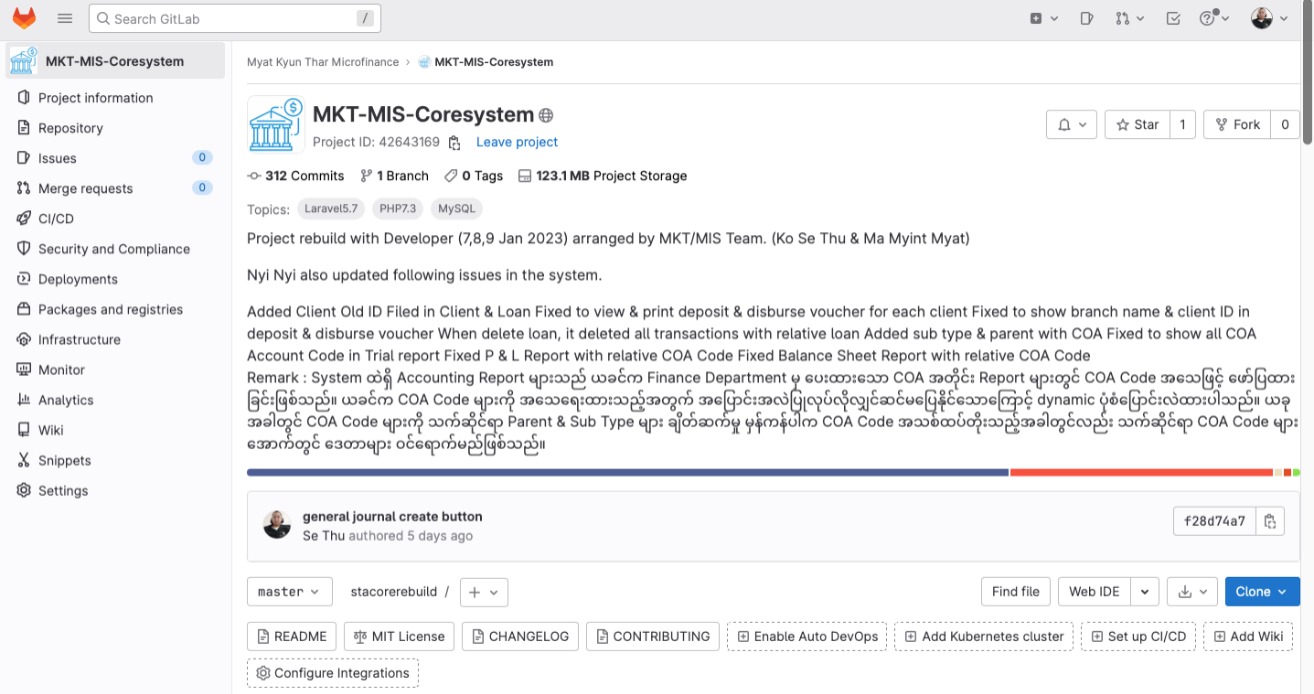 Search GitLab /
MKT-MIS-Coresystem
Project information
Repository
Issues 0
Merge requests 0
CI/CD
Security and Compliance
Deployments
Packages and registries
Infrastructure
Monitor
Analytics
Wiki
Snippets
Settings
Myat Kyun Thar Microfinance › MKT-MIS-Coresystem
MKT-MIS-Coresystem
Project ID: 42643169 Leave project
Star 1 Fork 0
312 Commits 1 Branch 0 Tags 123.1 MB Project Storage
Topics: Laravel5.7 PHP7.3 MySQL
Project rebuild with Developer (7,8,9 Jan 2023) arranged by MKT/MIS Team. (Ko Se Thu & Ma Myint Myat)
Nyi Nyi also updated following issues in the system.
Added Client Old ID Filed in Client & Loan Fixed to view & print deposit & disburse voucher for each client Fixed to show branch name & client ID in
deposit & disburse voucher When delete loan, it deleted all transactions with relative loan Added sub type & parent with COA Fixed to show all COA
Account Code in Trial report Fixed P & L Report with relative COA Code Fixed Balance Sheet Report with relative COA Code
Remark : System ထဲရှိ Accounting Report များသည် ယခင်က Finance Department မှ ပေးထားသော COA အတိုင်း Report များတွင် COA Code အသေဖြင့် ဖော်ပြထား
ခြင်းဖြစ်သည်။ ယခင်က COA Code များကို အသေရေးထားသည့်အတွက် အပြောင်းအလဲပြုလုပ်လိုလျှင်ဆင်မပြေနိုင်သောကြောင့် dynamic ပုံစံပြောင်းလဲထားပါသည်။ ယခု
အခါတွင် COA Code များကို သက်ဆိုင်ရာ Parent & Sub Type များ ချိတ်ဆက်မှု မှန်ကန်ပါက COA Code အသစ်ထပ်တိုးသည့်အခါတွင်လည်း သက်ဆိုင်ရာ COA Code များ
အောက်တွင် ဒေတာများ ဝင်ရောက်မည်ဖြစ်သည်။
general journal create button
Se Thu authored 5 days ago
f28d74a7
master stacorerebuild / + Find file Web IDE Clone
README MIT License CHANGELOG CONTRIBUTING Enable Auto DevOps Add Kubernetes cluster Set up CI/CD Add Wiki
Configure Integrations